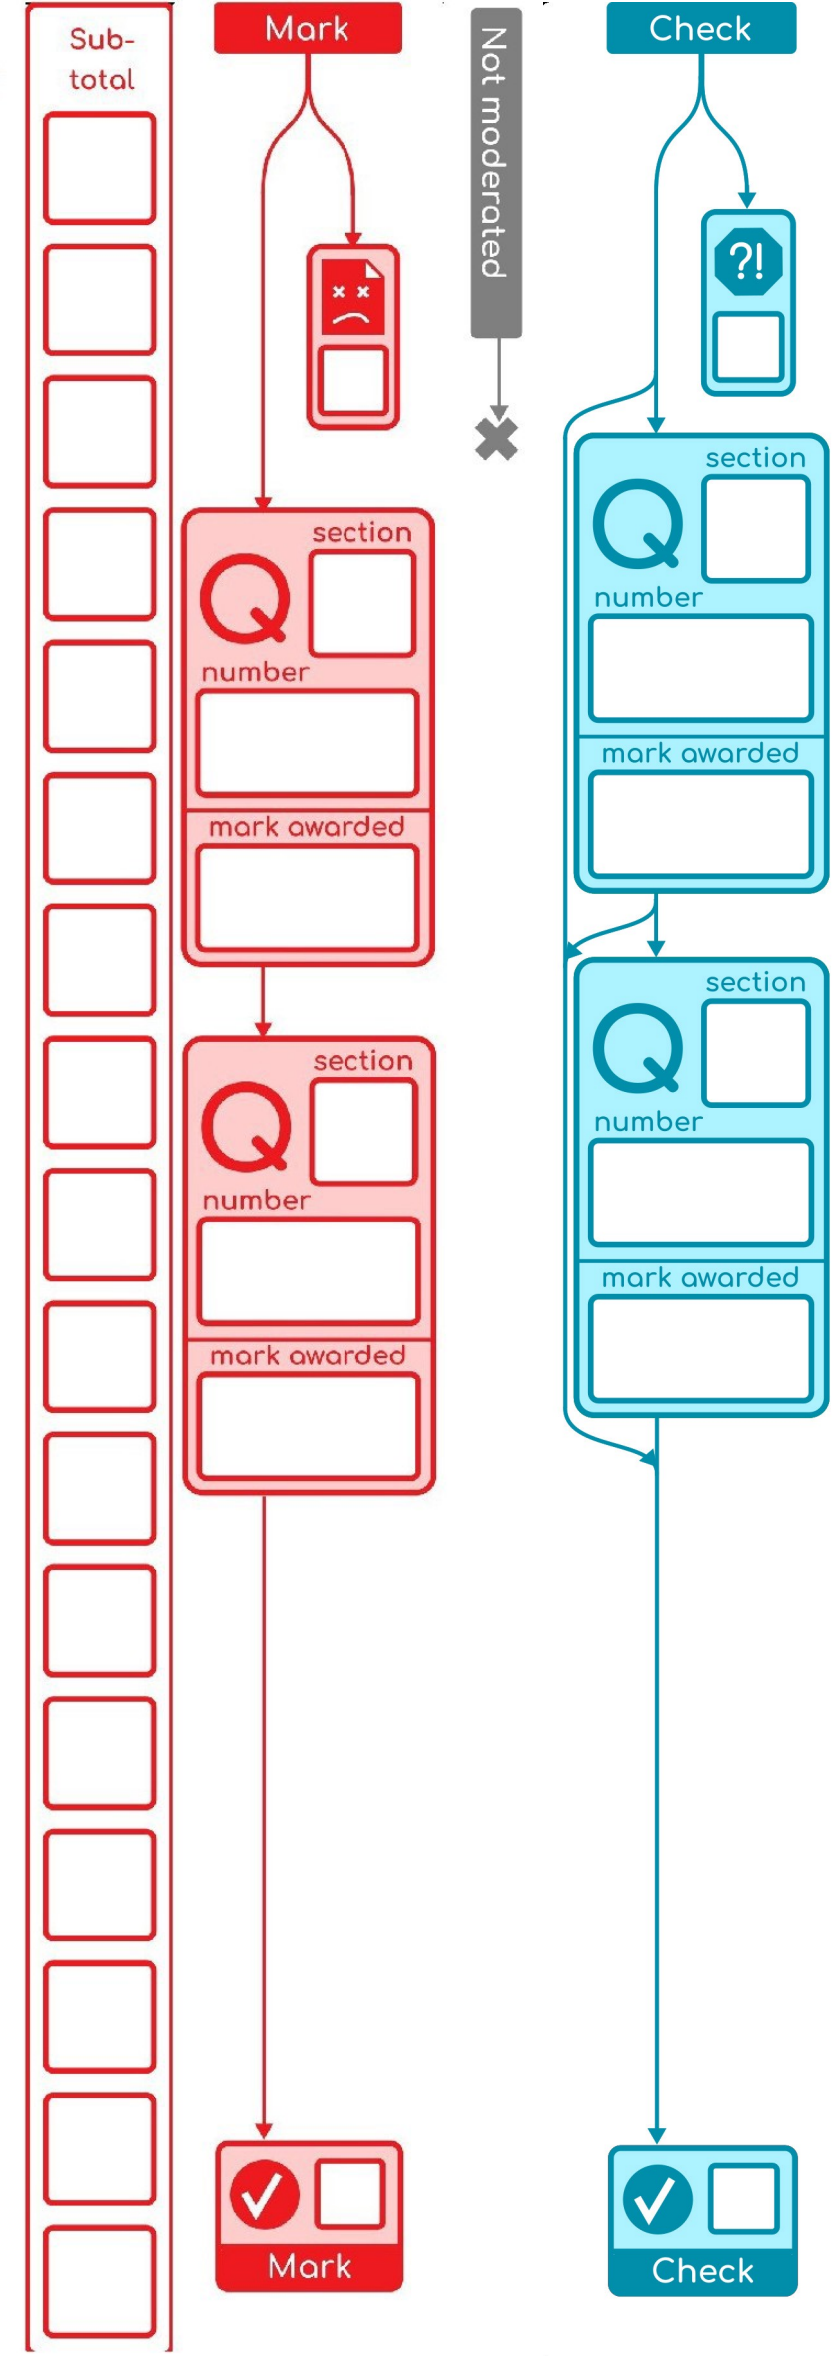 Sub-
total
Mark
section
Q
number
mark awarded
section
Q
number
mark awarded
Mark
Not moderated
Check
?!
section
Q
number
mark awarded
section
Q
number
mark awarded
Check